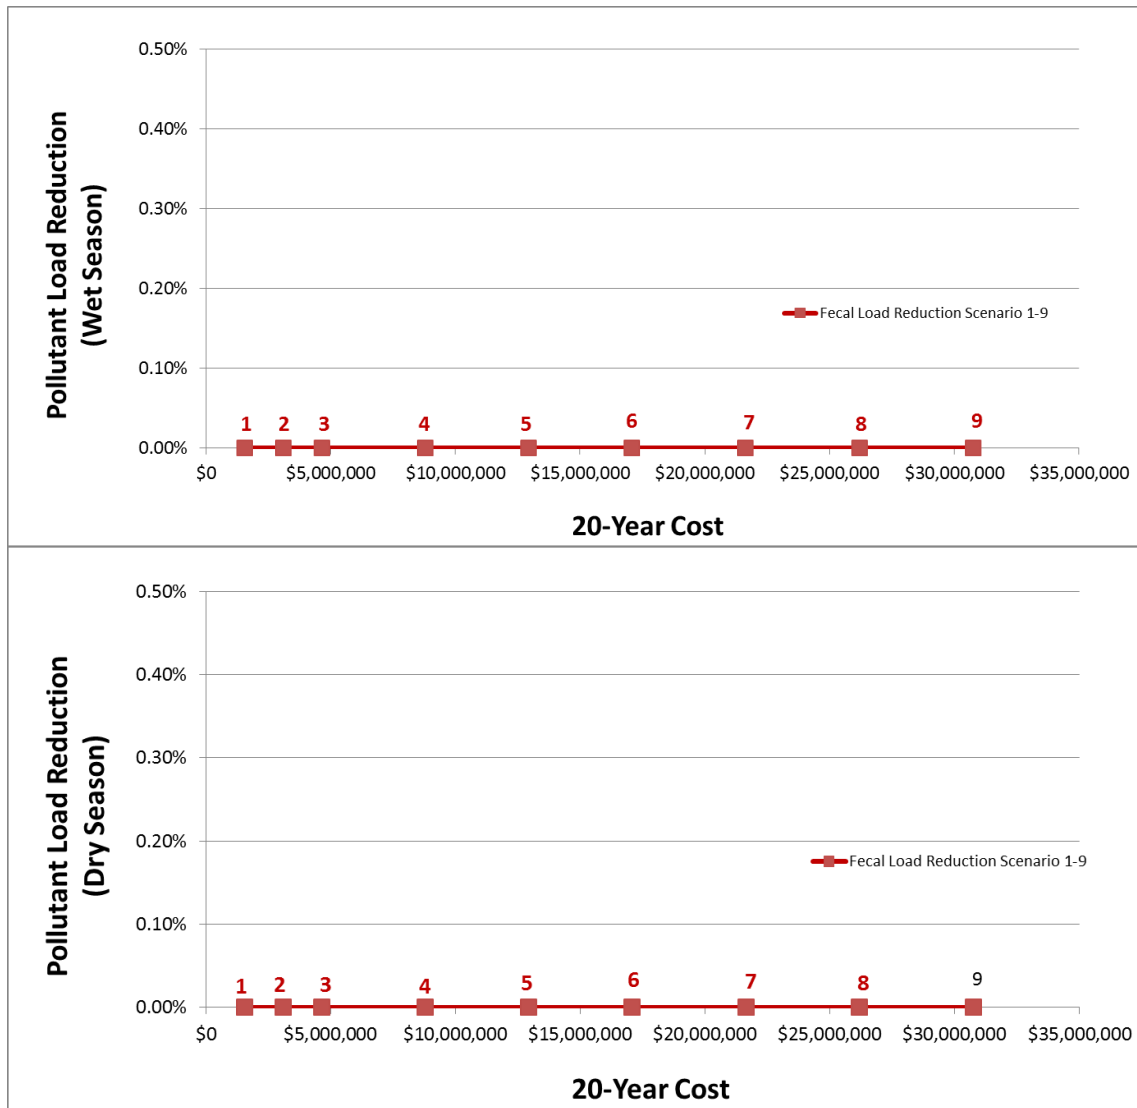 Pollutant Load Reduction
(Wet Season)
0.50%
0.40%
0.30%
0.20%
0.10%
0.00%
Fecal Load Reduction Scenario 1-9
1 2 3 4 5 6 7 8 9
$0 $5,000,000 $10,000,000 $15,000,000 $20,000,000 $25,000,000 $30,000,000 $35,000,000
20-Year Cost
Pollutant Load Reduction
(Dry Season)
0.50%
0.40%
0.30%
0.20%
0.10%
0.00%
Fecal Load Reduction Scenario 1-9
1 2 3 4 5 6 7 8 9
$0 $5,000,000 $10,000,000 $15,000,000 $20,000,000 $25,000,000 $30,000,000 $35,000,000
20-Year Cost